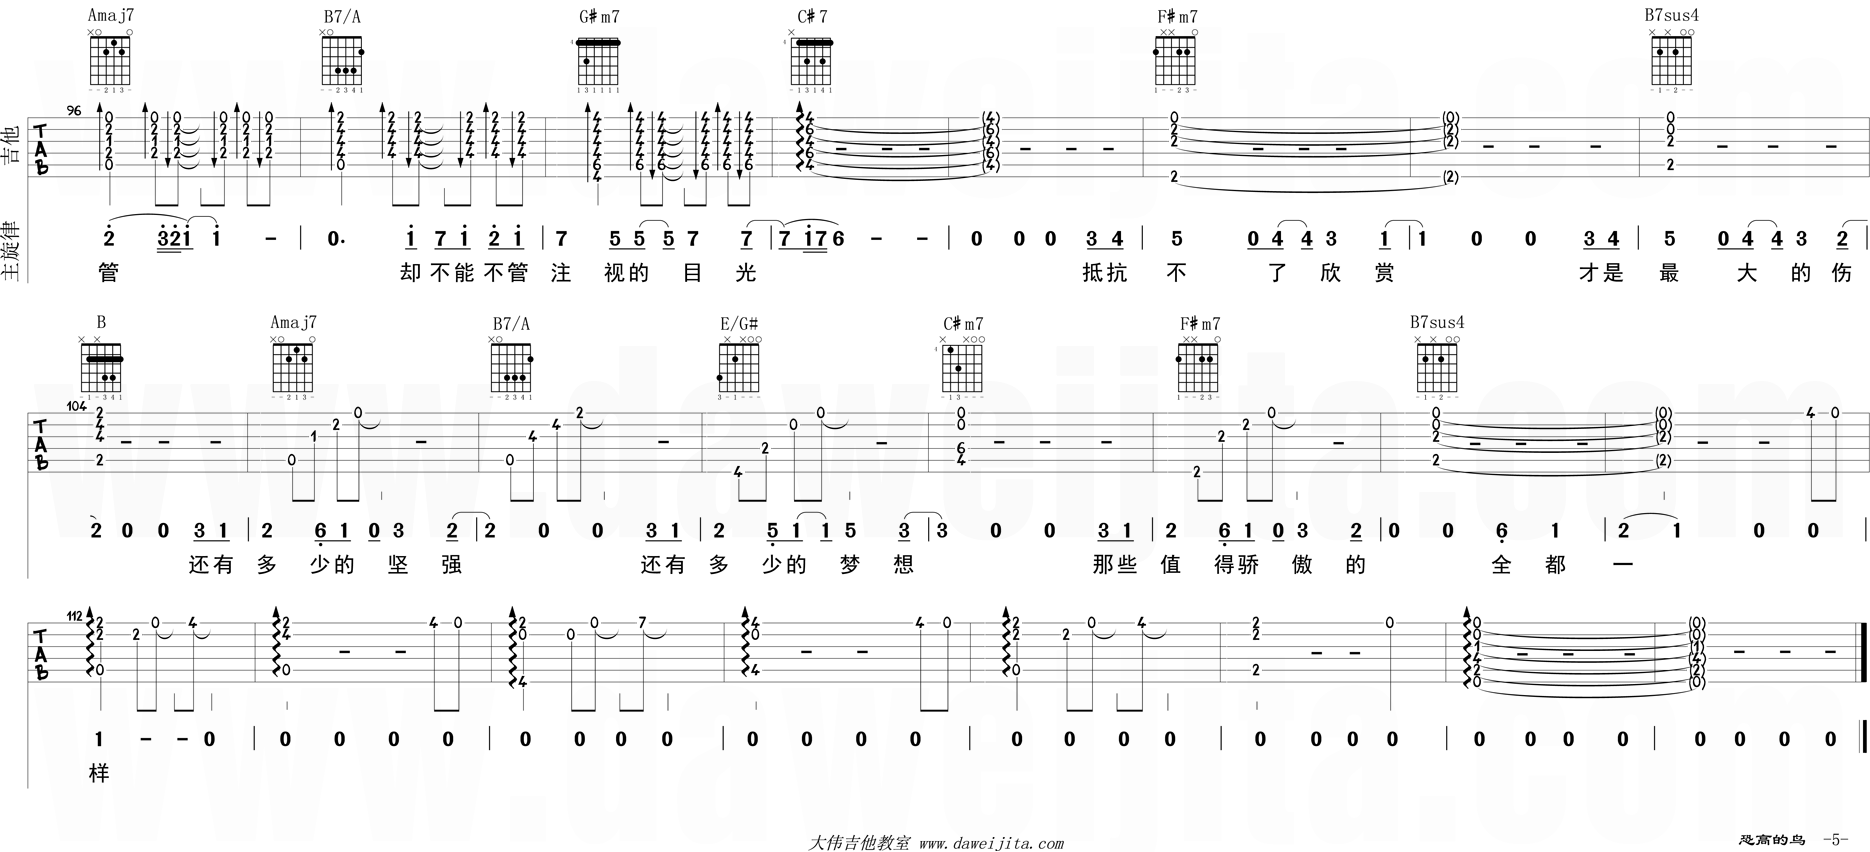 Amaj7 B7/A G#m7 C#7 F#m7 B7sus4
96
吉他
主旋律
2 3 2 1 1 - | 0. 1 7 1 2 1 | 7 5 5 5 7 7 | 7 1 7 6 - - | 0 0 0 3 4 | 5 0 4 4 3 1 | 1 0 0 3 4 | 5 0 4 4 3 2 |
管 却 不能 不管 注 视的 目 光 抵抗 不 了 欣 赏 才是 最 大 的 伤
B Amaj7 B7/A E/G# C#m7 F#m7 B7sus4
104
2 0 0 3 1 | 2 6 1 0 3 2 | 2 0 0 3 1 | 2 5 1 1 5 3 | 3 0 0 3 1 | 2 6 1 0 3 2 | 0 0 6 1 | 2 1 0 0 |
还有 多 少的 坚 强 还有 多 少的 梦 想 那些 值 得骄 傲 的 全 都 一
112
1 - - 0 | 0 0 0 0 | 0 0 0 0 | 0 0 0 0 | 0 0 0 0 | 0 0 0 0 | 0 0 0 0 | 0 0 0 0
样
大伟吉他教室 www.daweijita.com
恐高的鸟 -5-